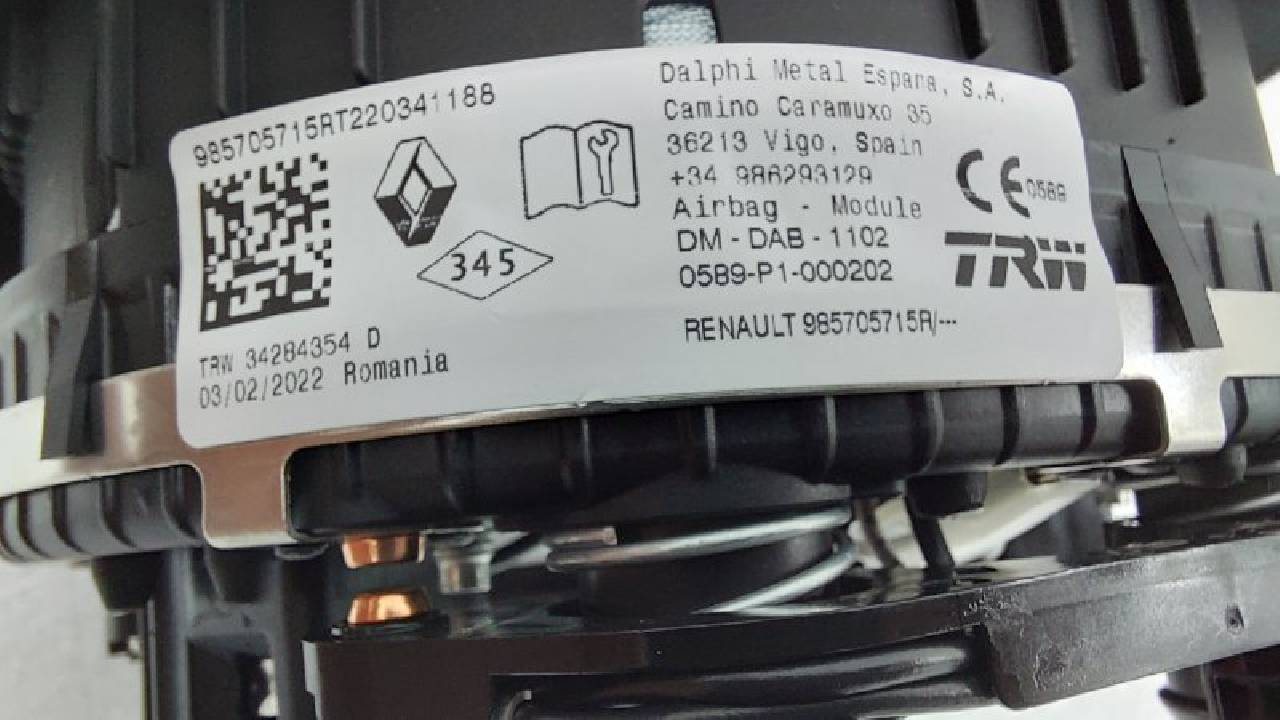 985705715RT220341188
345
TRW 34284354 D
03/02/2022 Romania
Dalphi Metal Espana, S.A.
Camino Caramuxo 35
36213 Vigo, Spain
+34 986293129
Airbag - Module
DM - DAB - 1102
0589-P1-000202
RENAULT 985705715R/---
CE 0589
TRW